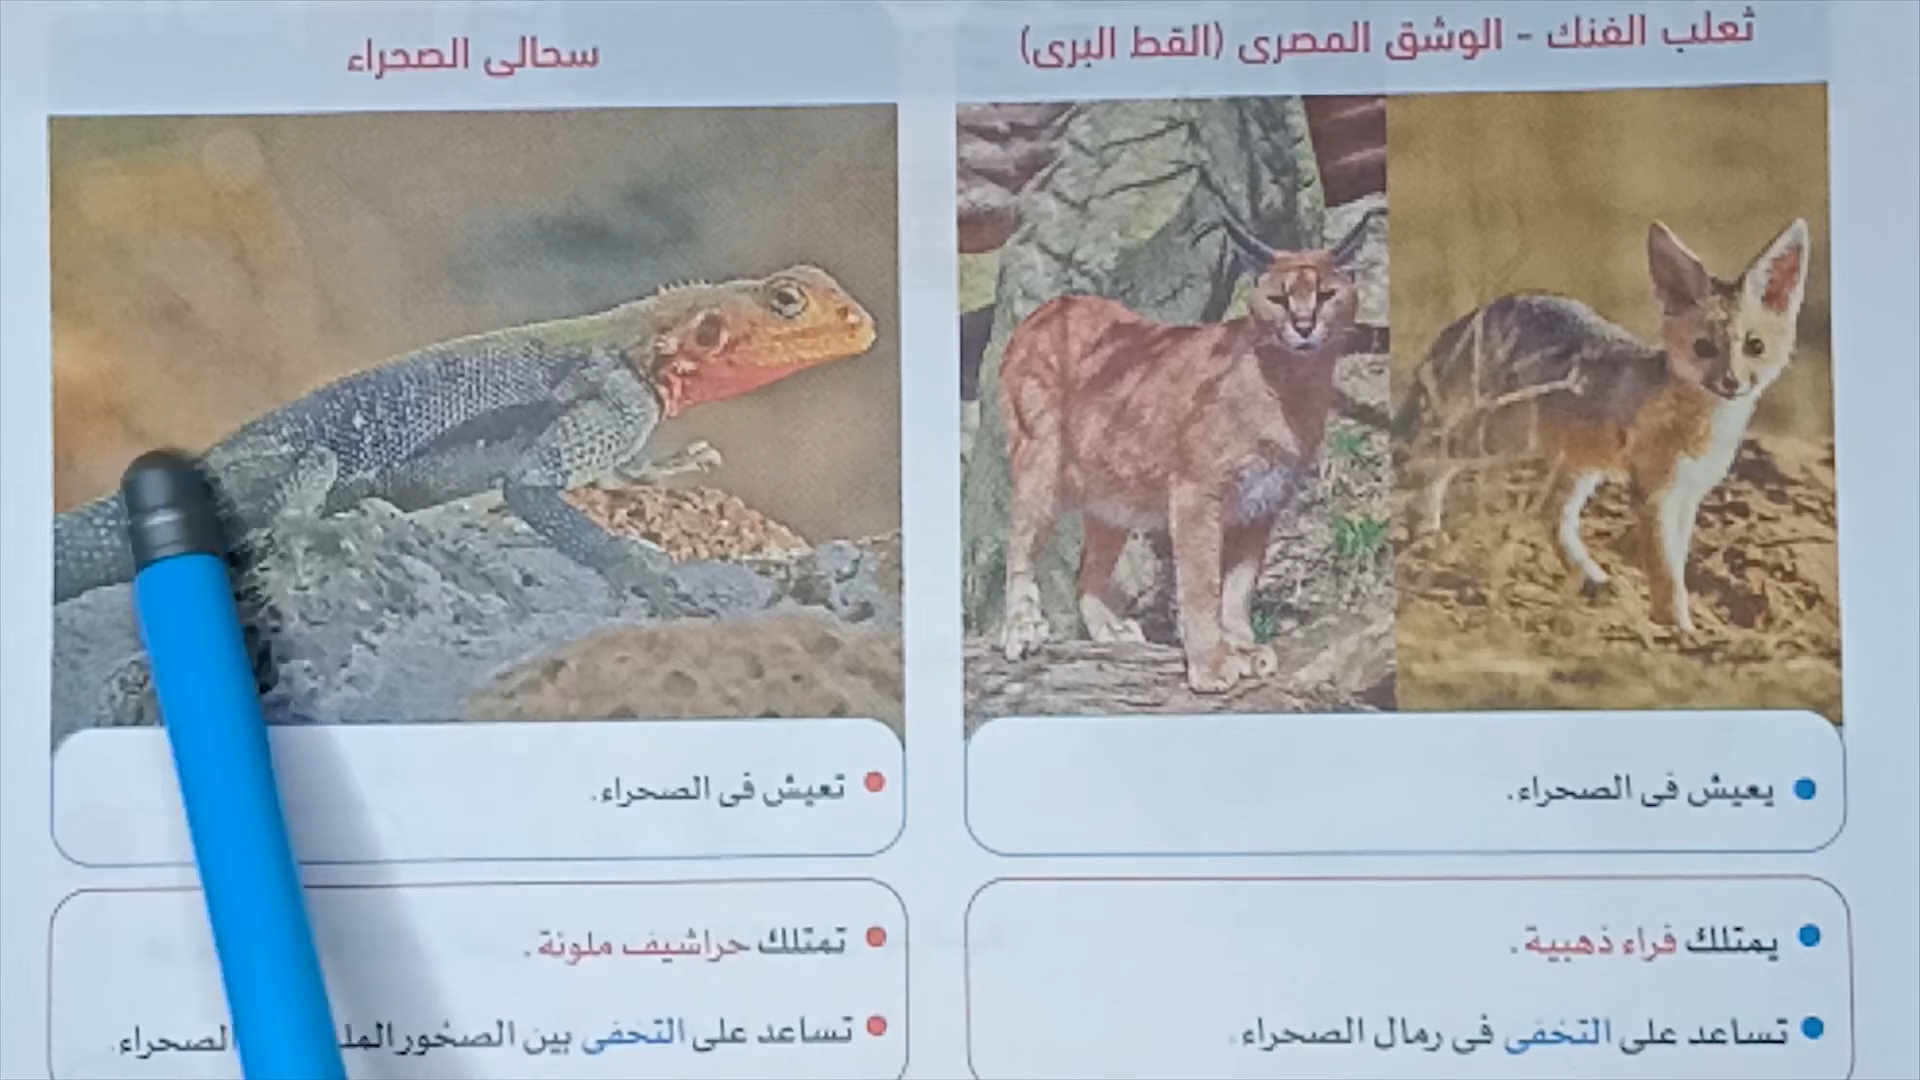 ثعلب الفنك - الوشق المصرى (القط البرى)
يعيش فى الصحراء.
يمتلك فراء ذهبية.
تساعد على التخفى فى رمال الصحراء.
سحالى الصحراء
تعيش فى الصحراء.
تمتلك حراشيف ملونة.
تساعد على التخفى بين الصخور الصحراء.